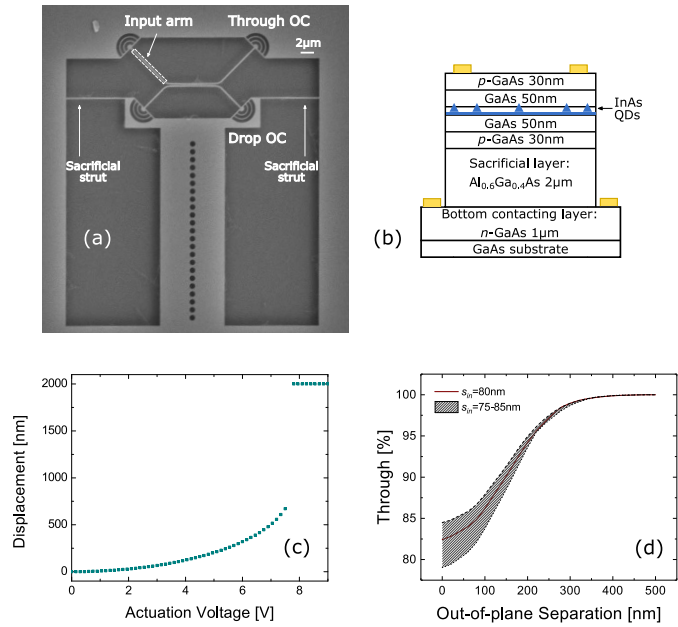 Input arm
Through OC
2μm
Sacrificial
strut
Drop OC
Sacrificial
strut
(a)
p-GaAs 30nm
GaAs 50nm
InAs
QDs
GaAs 50nm
p-GaAs 30nm
Sacrificial layer:
Al0.6Ga0.4As 2μm
Bottom contacting layer:
n-GaAs 1μm
GaAs substrate
(b)
2000
1500
1000
500
0
0 2 4 6 8
Displacement [nm]
Actuation Voltage [V]
(c)
sin=80nm
sin=75-85nm
100
95
90
85
80
0 100 200 300 400 500
Through [%]
Out-of-plane Separation [nm]
(d)